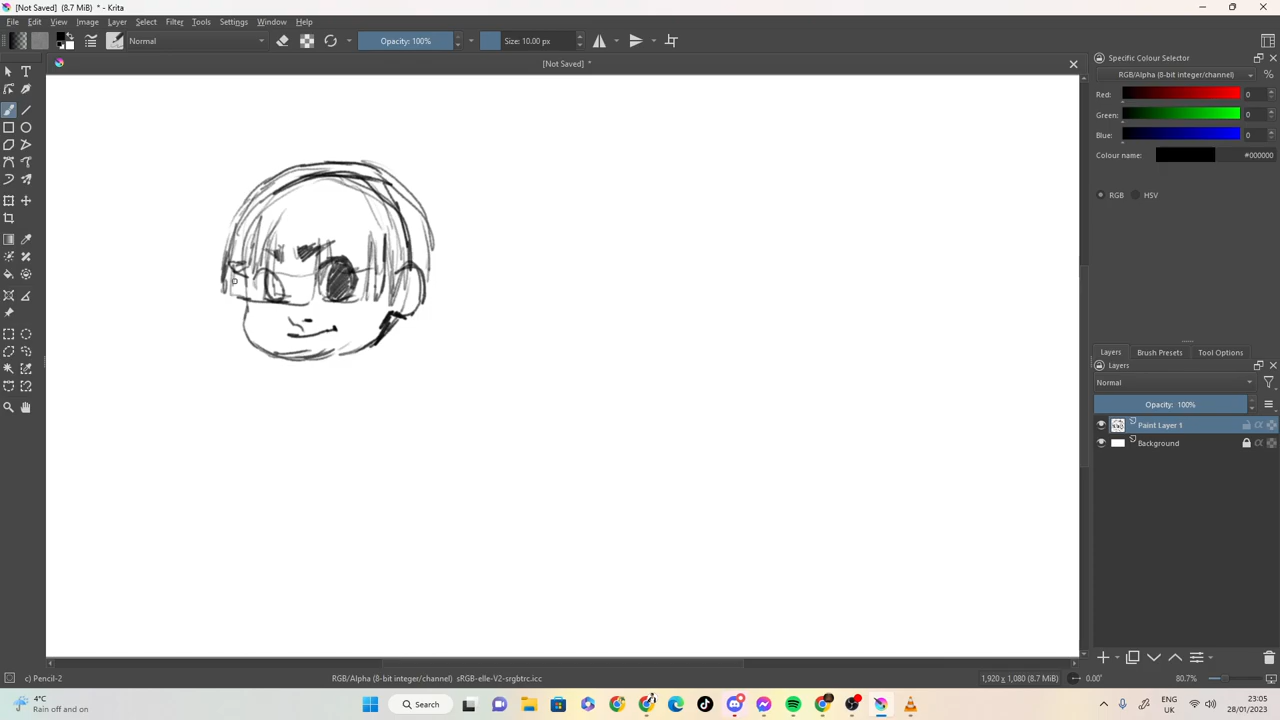 [Not Saved] (8.7 MiB) * - Krita
File Edit View Image Layer Select Filter Tools Settings Window Help
Normal Opacity: 100% Size: 10.00 px
[Not Saved] *
Specific Colour Selector
RGB/Alpha (8-bit integer/channel) %
Red: 0
Green: 0
Blue: 0
Colour name: #000000
RGB HSV
Layers Brush Presets Tool Options
Layers
Normal
Opacity: 100%
Paint Layer 1
Background
c) Pencil-2 RGB/Alpha (8-bit integer/channel) sRGB-elle-V2-srgbtrc.icc 1,920 x 1,080 (8.7 MiB) 0.00° 80.7%
4°C
Rain off and on
Search
ENG
UK
23:05
28/01/2023